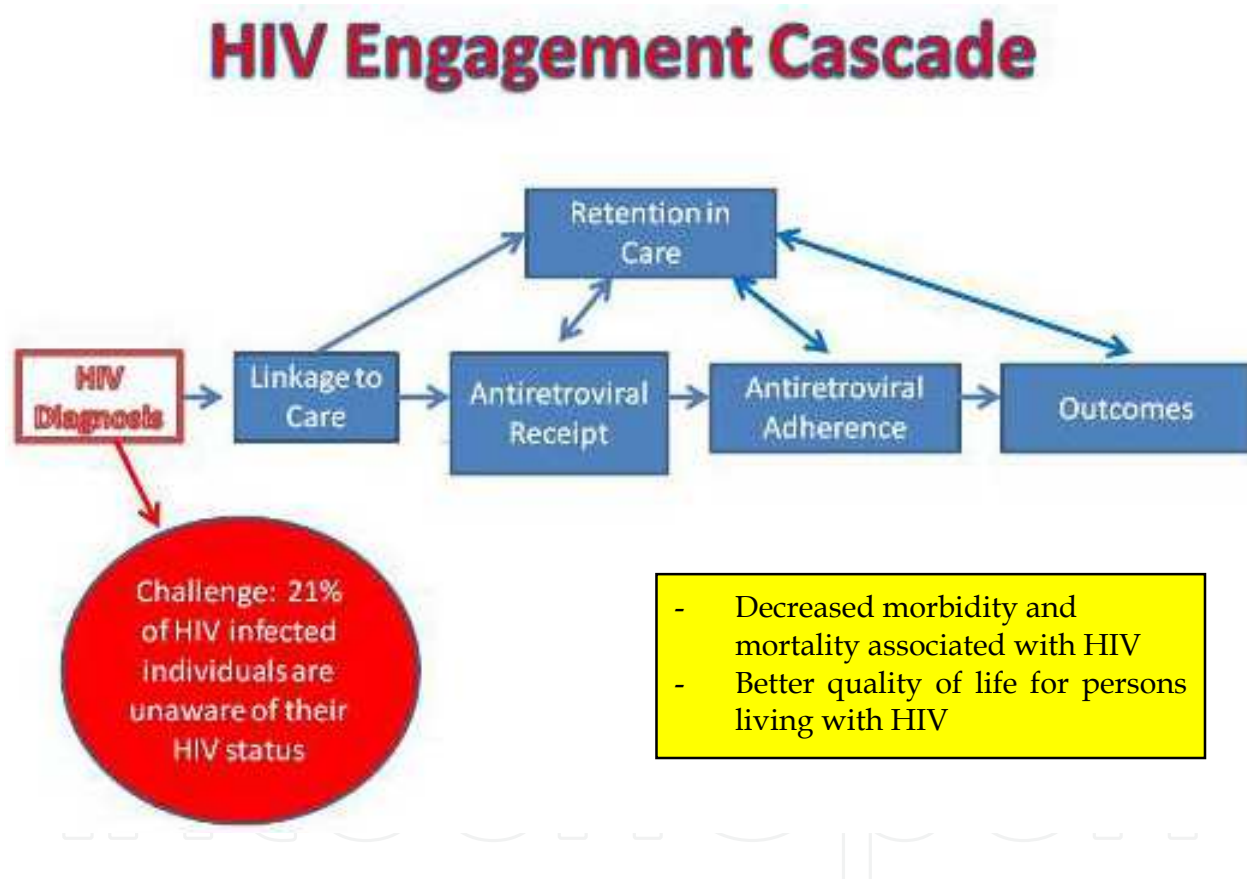 HIV Engagement Cascade
Retention in
Care
HIV
Diagnosis
Linkage to
Care
Antiretroviral
Receipt
Antiretroviral
Adherence
Outcomes
Challenge: 21%
of HIV infected
individuals are
unaware of their
HIV status
- Decreased morbidity and
mortality associated with HIV
- Better quality of life for persons
living with HIV